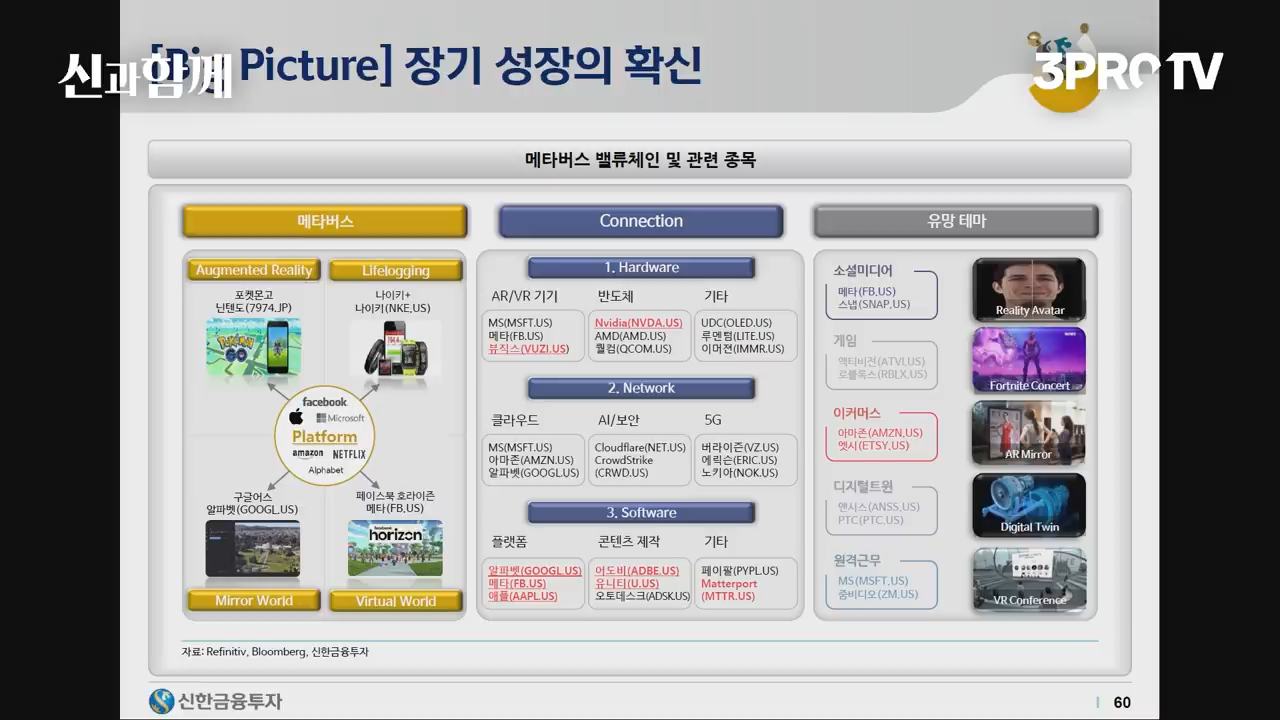 신과함께
[Big Picture] 장기 성장의 확신
3PROTV
메타버스 밸류체인 및 관련 종목
메타버스
Augmented Reality
Lifelogging
포켓몬고
닌텐도(7974.JP)
나이키+
나이키(NKE,US)
POKÉMON
GO
facebook
Microsoft
Platform
amazon NETFLIX
Alphabet
구글어스
알파벳(GOOGL.US)
페이스북 호라이즌
메타(FB,US)
facebook
horizon
Mirror World
Virtual World
Connection
1. Hardware
AR/VR 기기
반도체
기타
MS(MSFT.US)
메타(FB.US)
뷰직스(VUZI.US)
Nvidia(NVDA.US)
AMD(AMD.US)
퀄컴(QCOM.US)
UDC(OLED.US)
루멘텀(LITE.US)
이머젼(IMMR.US)
2. Network
클라우드
AI/보안
5G
MS(MSFT.US)
아마존(AMZN.US)
알파벳(GOOGL.US)
Cloudflare(NET.US)
CrowdStrike
(CRWD.US)
버라이즌(VZ.US)
에릭슨(ERIC.US)
노키아(NOK.US)
3. Software
플랫폼
콘텐츠 제작
기타
알파벳(GOOGL.US)
메타(FB.US)
애플(AAPL.US)
어도비(ADBE.US)
유니티(U.US)
오토데스크(ADSK.US)
페이팔(PYPL.US)
Matterport
(MTTR.US)
유망 테마
소셜미디어
메타(FB,US)
스냅(SNAP,US)
Reality Avatar
게임
액티비전(ATVI,US)
로블록스(RBLX,US)
Fortnite Concert
이커머스
아마존(AMZN,US)
엣시(ETSY,US)
AR Mirror
디지털트윈
앤시스(ANSS,US)
PTC(PTC,US)
Digital Twin
원격근무
MS(MSFT,US)
줌비디오(ZM,US)
VR Conference
자료: Refinitiv, Bloomberg, 신한금융투자
신한금융투자
60